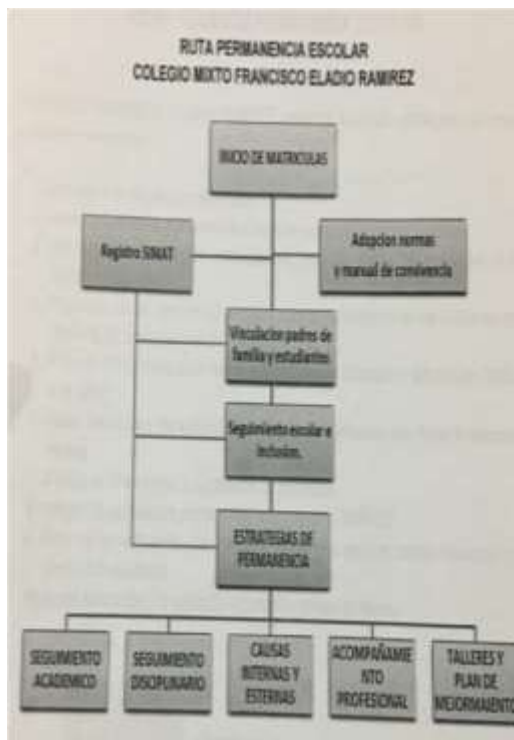 RUTA PERMANENCIA ESCOLAR
COLEGIO MIXTO FRANCISCO ELADIO RAMIREZ
INICIO DE MATRICULAS
Registro SIMAT
Adopcion normas
y manual de convivencia
Vinculacion padres de
familia y estudiantes
Seguimiento escolar e
inclusion.
ESTRATEGIAS DE
PERMANENCIA
SEGUIMIENTO
ACADEMICO
SEGUIMIENTO
DISCIPLINARIO
CAUSAS
INTERNAS Y
ESTERNAS
ACOMPAÑAMIE
NTO
PROFESIONAL
TALLERES Y
PLAN DE
MEJORMAIENTO